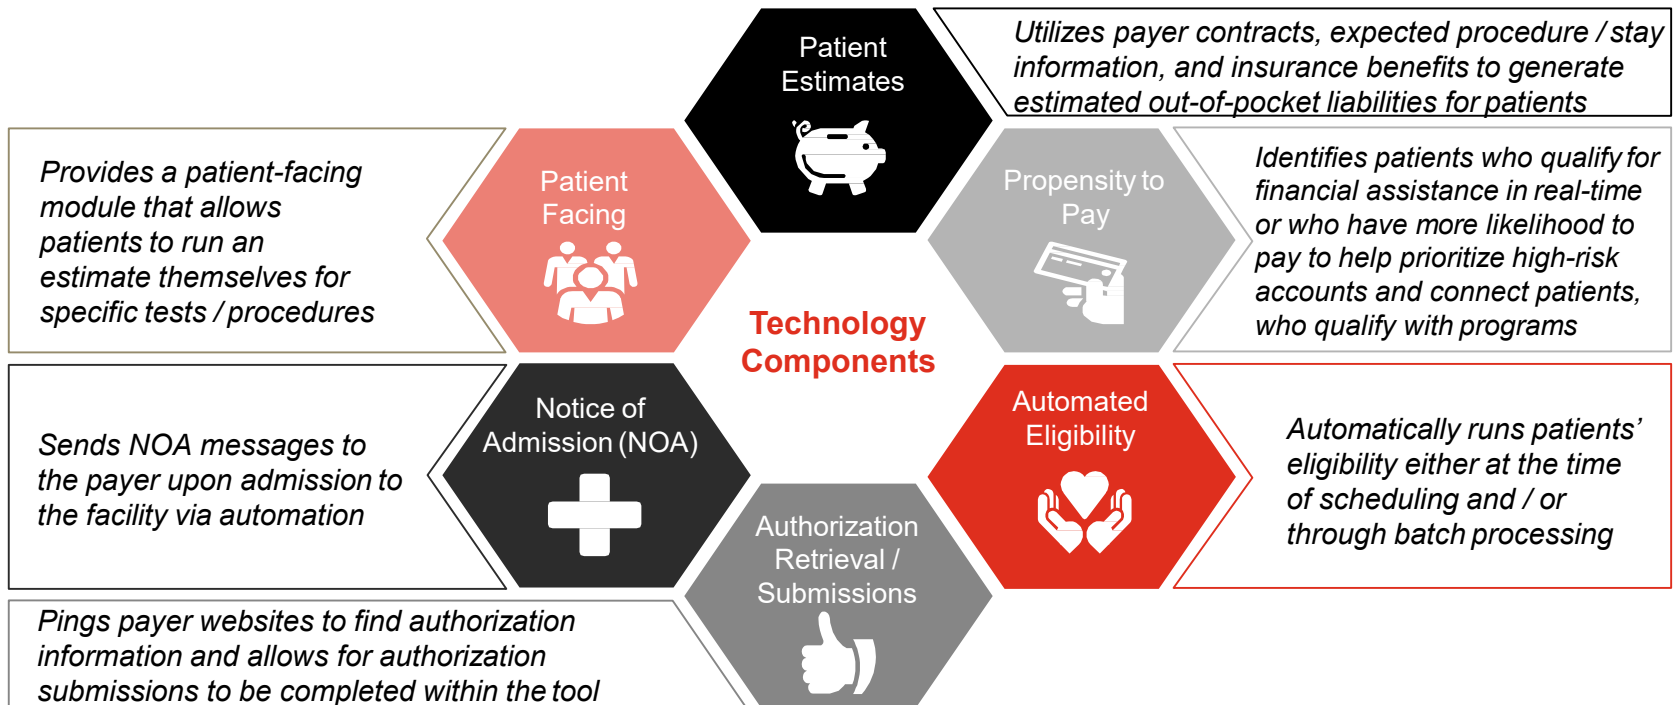 Patient
Estimates
Utilizes payer contracts, expected procedure / stay
information, and insurance benefits to generate
estimated out-of-pocket liabilities for patients
Provides a patient-facing
module that allows
patients to run an
estimate themselves for
specific tests / procedures
Patient
Facing
Propensity to
Pay
Identifies patients who qualify for
financial assistance in real-time
or who have more likelihood to
pay to help prioritize high-risk
accounts and connect patients,
who qualify with programs
Technology
Components
Sends NOA messages to
the payer upon admission to
the facility via automation
Notice of
Admission (NOA)
Automated
Eligibility
Automatically runs patients’
eligibility either at the time
of scheduling and / or
through batch processing
Authorization
Retrieval /
Submissions
Pings payer websites to find authorization
information and allows for authorization
submissions to be completed within the tool